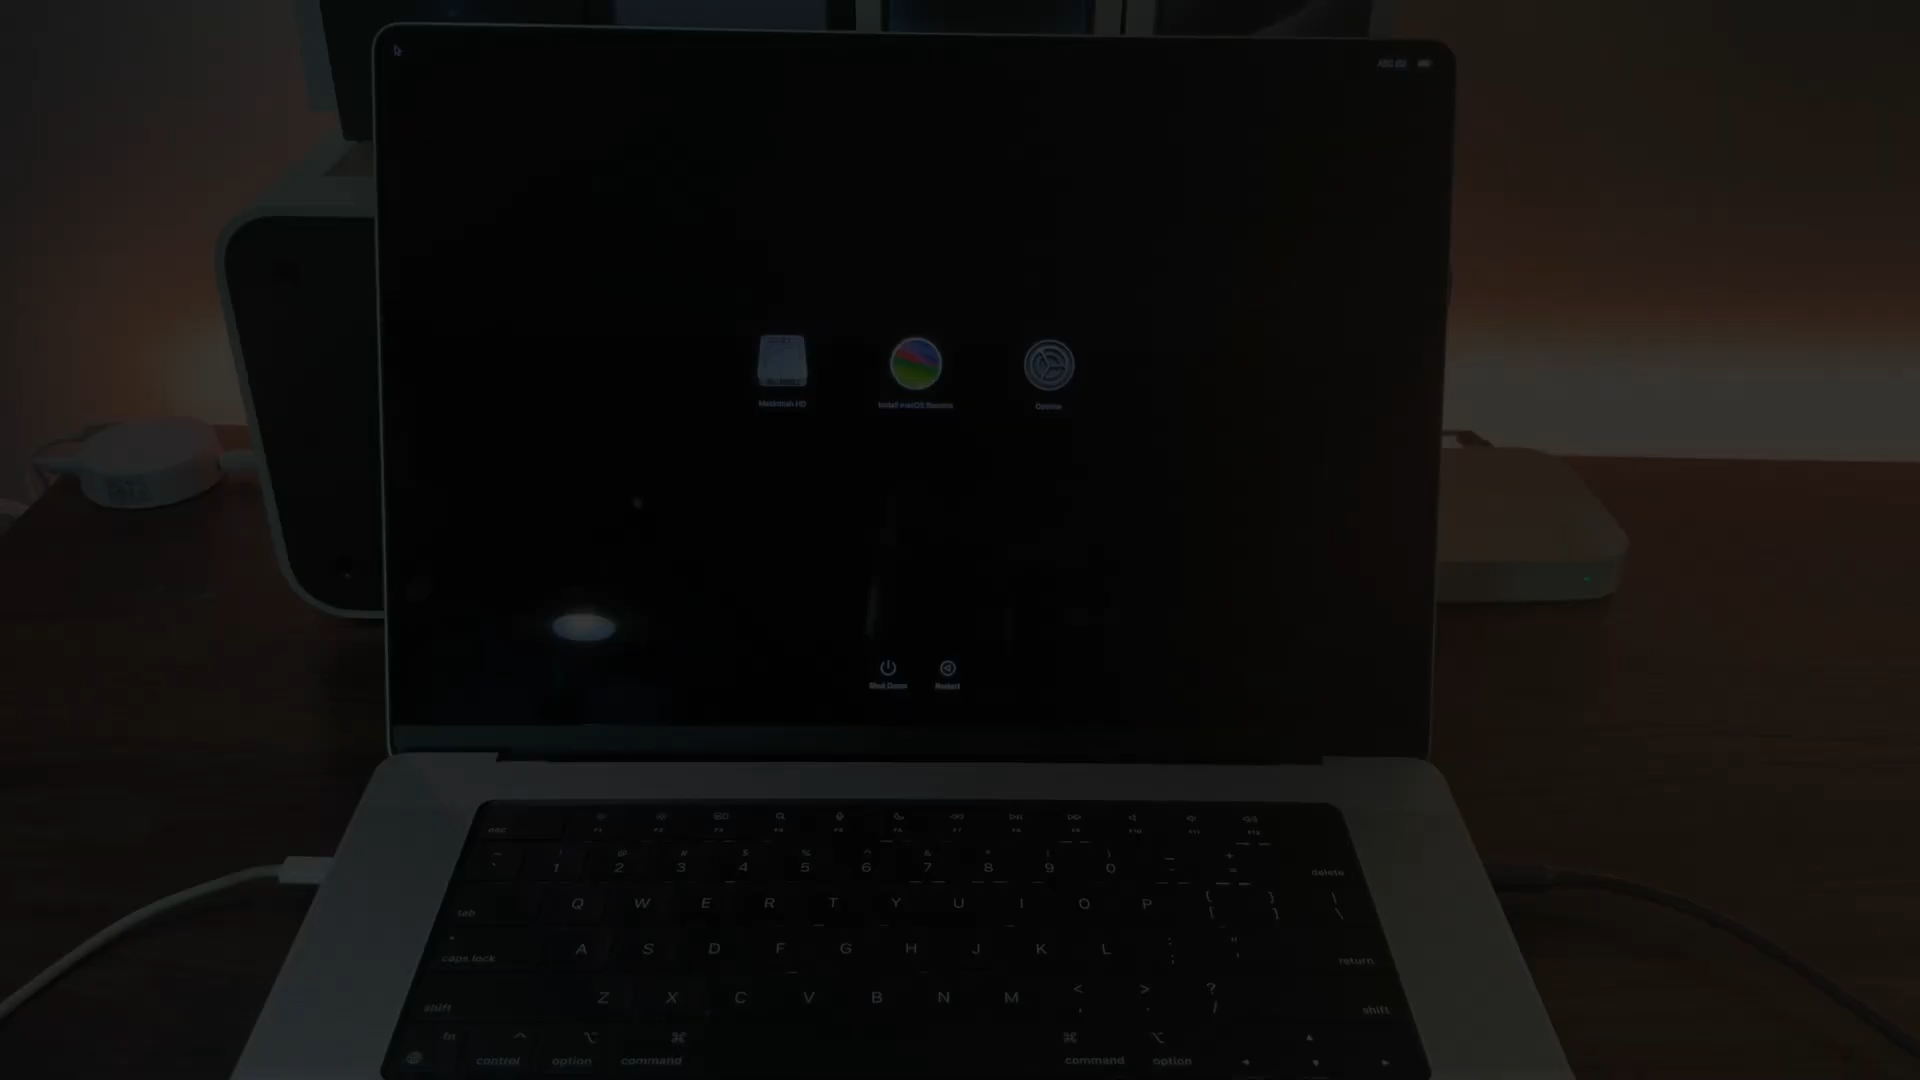 ABC
Macintosh HD
Install macOS Sonoma
Options
Shut Down
Restart
esc
F1 F2 F3 F4 F5 F6 F7 F8 F9 F10 F11 F12
~ ! @ # $ % ^ & * ( ) _ +
` 1 2 3 4 5 6 7 8 9 0 - = delete
tab Q W E R T Y U I O P { [ } ] | \
caps lock A S D F G H J K L : ; " ' return
shift Z X C V B N M < , > . ? / shift
fn ^ ⌥ ⌘ ⌘ ⌥
control option command command option